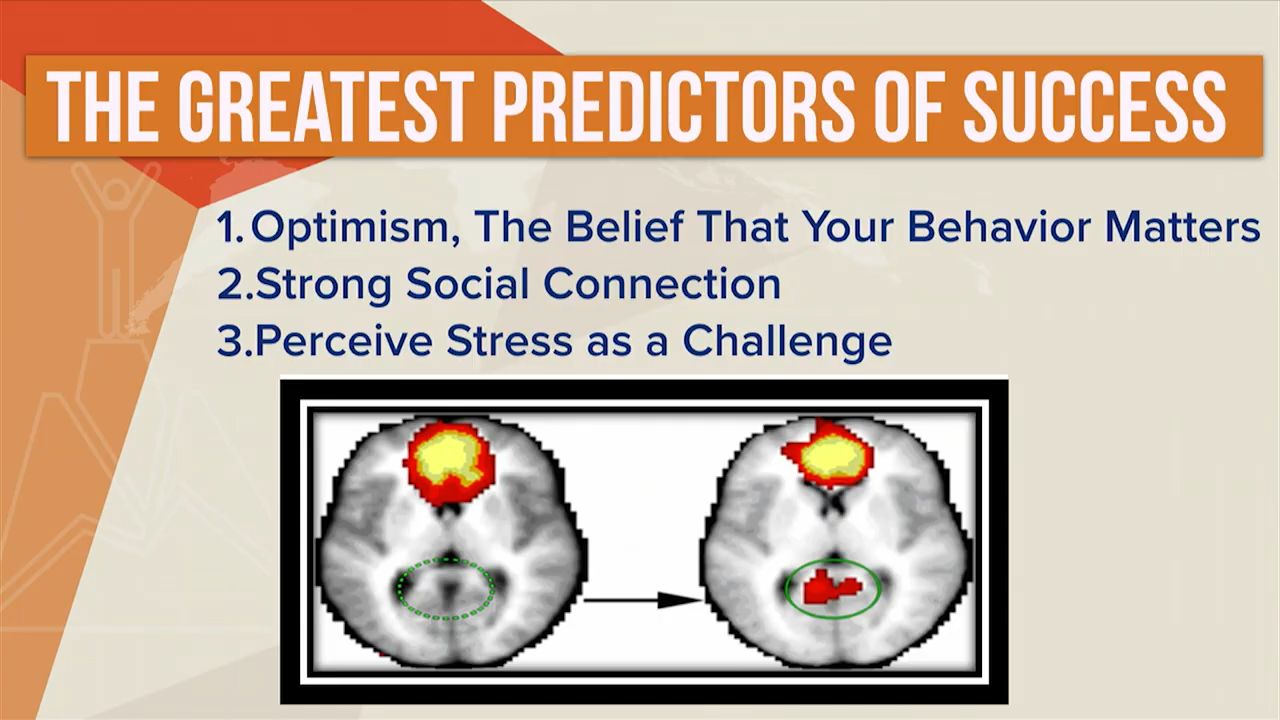 THE GREATEST PREDICTORS OF SUCCESS
1. Optimism, The Belief That Your Behavior Matters
2.Strong Social Connection
3.Perceive Stress as a Challenge